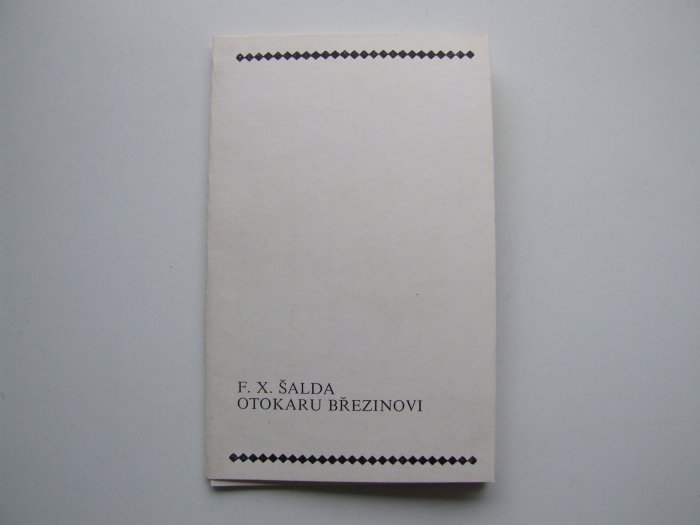 F. X. ŠALDA
OTOKARU BŘEZINOVI